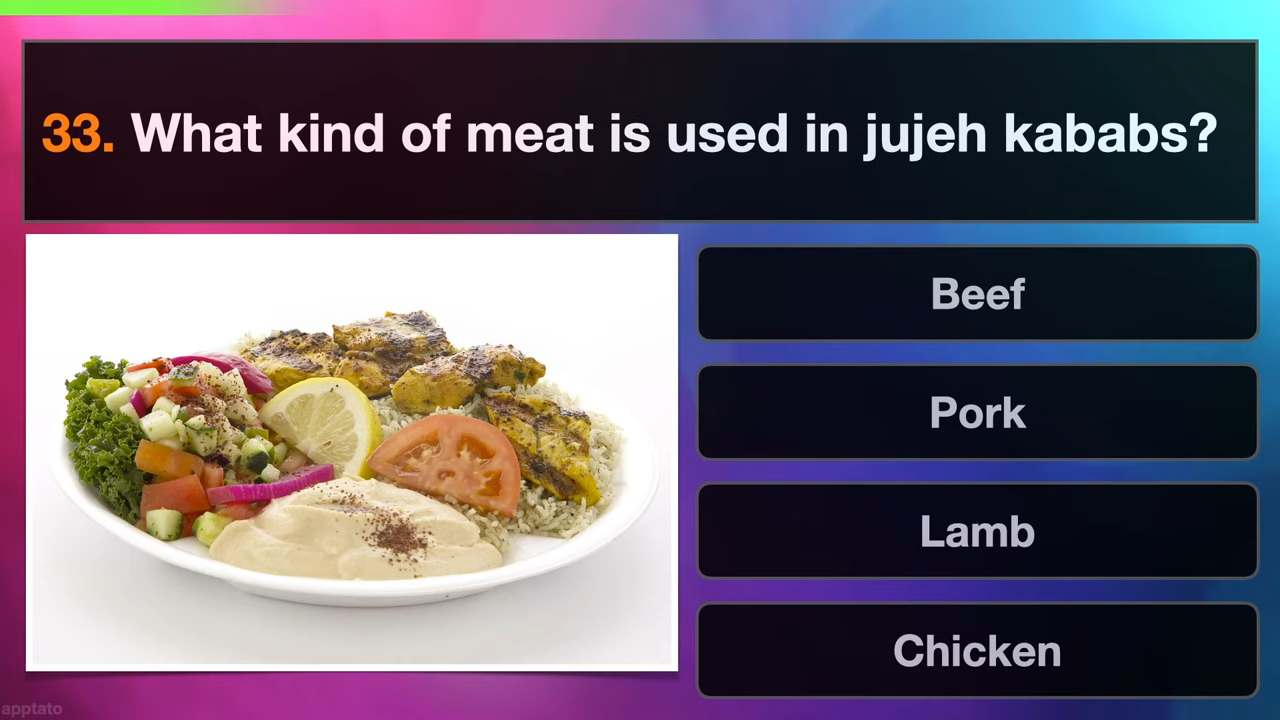 33. What kind of meat is used in jujeh kababs?
Beef
Pork
Lamb
Chicken
apptato